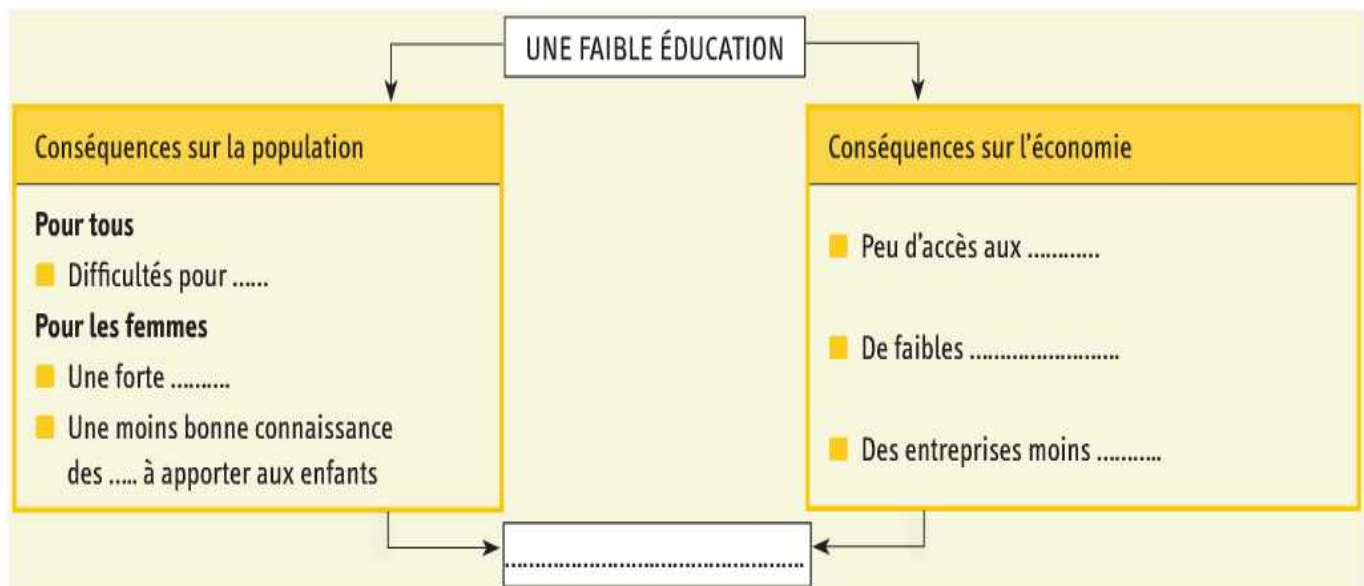 UNE FAIBLE ÉDUCATION
Conséquences sur la population
Pour tous
Difficultés pour ......
Pour les femmes
Une forte ..........
Une moins bonne connaissance
des ..... à apporter aux enfants
Conséquences sur l'économie
Peu d'accès aux ............
De faibles .........................
Des entreprises moins ...........
..................................................